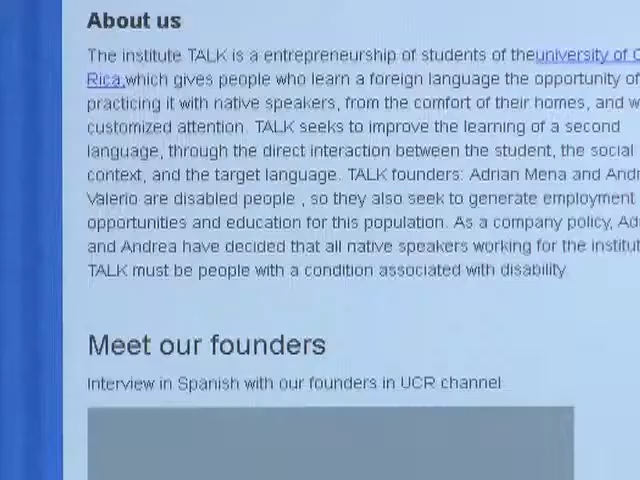 About us
The institute TALK is a entrepreneurship of students of theuniversity of
Rica,which gives people who learn a foreign language the opportunity of
practicing it with native speakers, from the comfort of their homes, and
customized attention. TALK seeks to improve the learning of a second
language, through the direct interaction between the student, the social
context, and the target language. TALK founders: Adrian Mena and
Valerio are disabled people , so they also seek to generate employment
opportunities and education for this population. As a company policy,
and Andrea have decided that all native speakers working for the
TALK must be people with a condition associated with disability
Meet our founders
Interview in Spanish with our founders in UCR channel